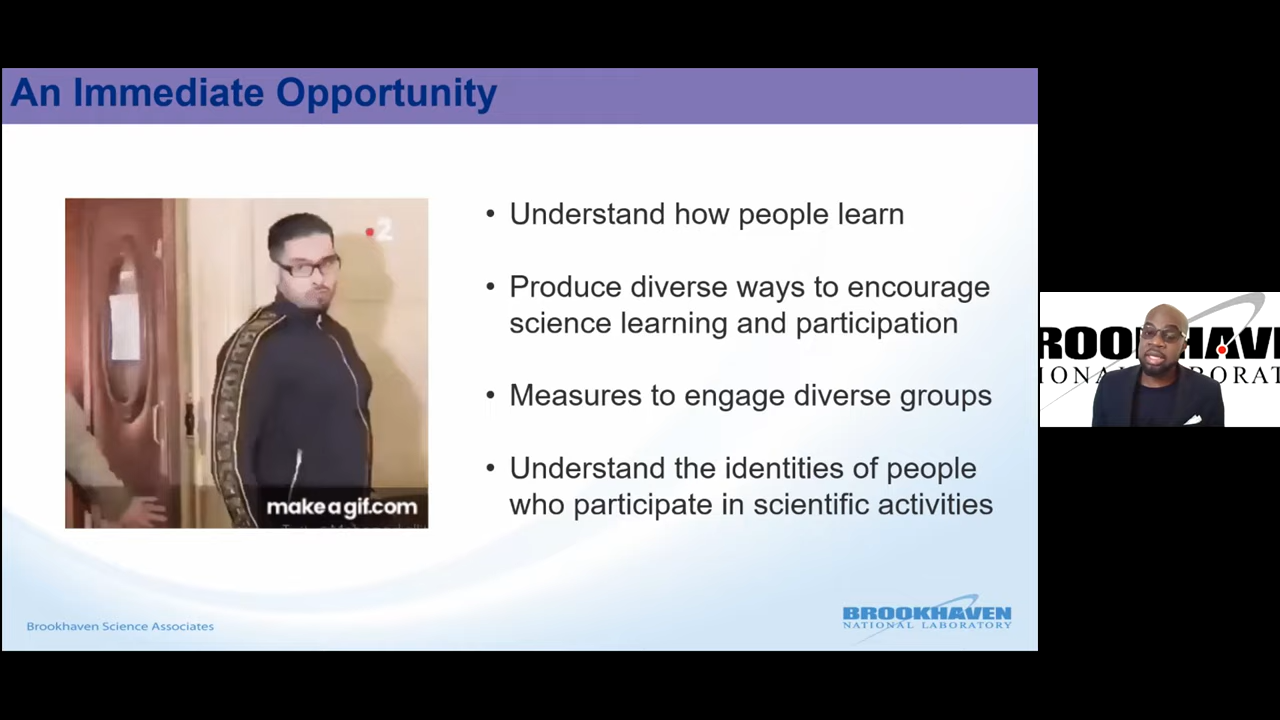 An Immediate Opportunity
2
• Understand how people learn
• Produce diverse ways to encourage
science learning and participation
• Measures to engage diverse groups
• Understand the identities of people
who participate in scientific activities
makeagif.com
Brookhaven Science Associates
BROOKHAVEN
NATIONAL LABORATORY